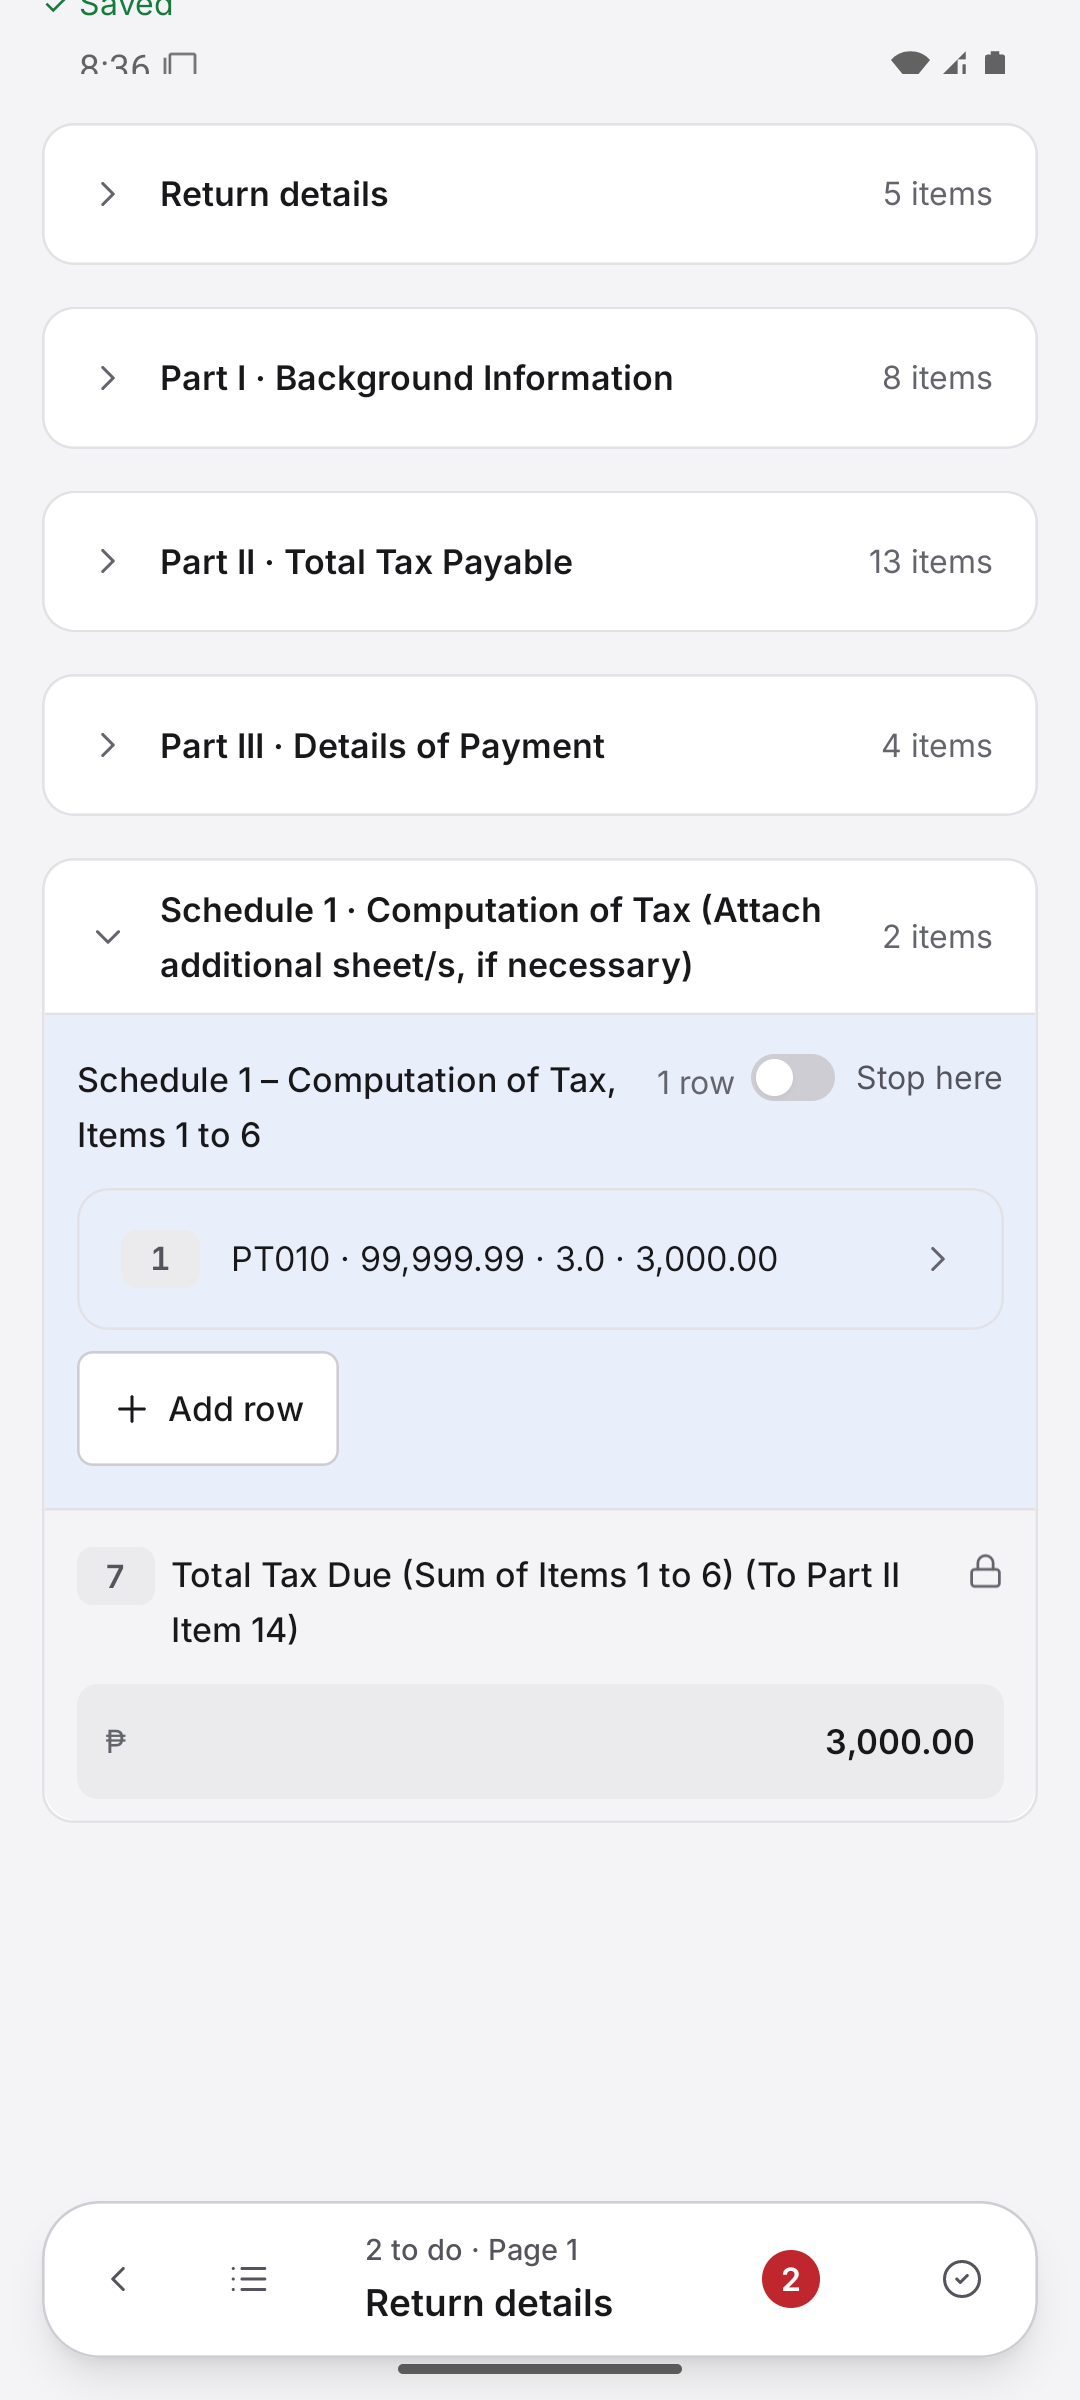 Saved
8:36
Return details
5 items
Part I · Background Information
8 items
Part II · Total Tax Payable
13 items
Part III · Details of Payment
4 items
Schedule 1 · Computation of Tax (Attach
additional sheet/s, if necessary)
2 items
Schedule 1 – Computation of Tax,
Items 1 to 6
1 row
Stop here
1
PT010 · 99,999.99 · 3.0 · 3,000.00
Add row
7
Total Tax Due (Sum of Items 1 to 6) (To Part II
Item 14)
₱
3,000.00
2 to do · Page 1
Return details
2